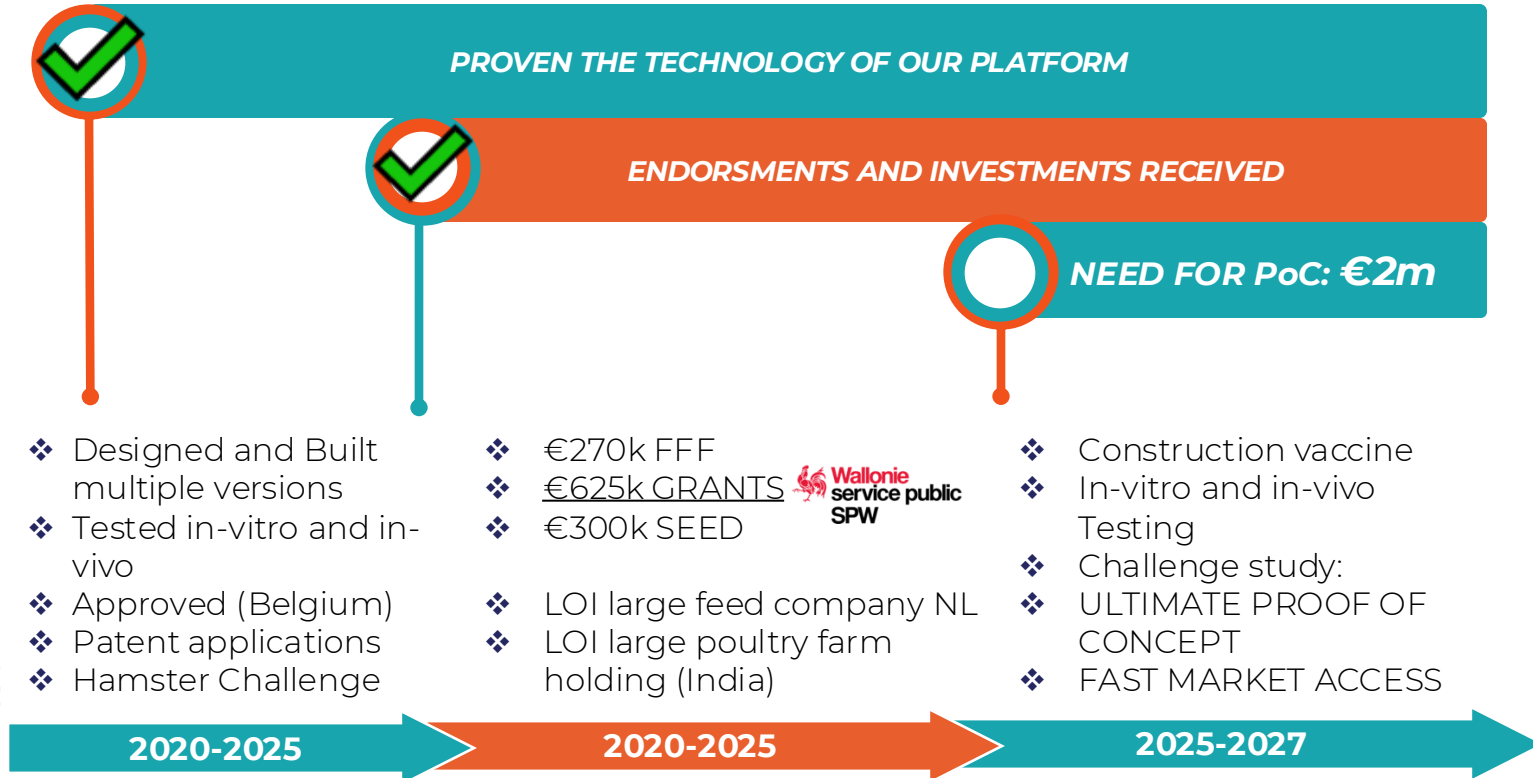 PROVEN THE TECHNOLOGY OF OUR PLATFORM
ENDORSMENTS AND INVESTMENTS RECEIVED
NEED FOR PoC: €2m
❖ Designed and Built
multiple versions
❖ Tested in-vitro and in-
vivo
❖ Approved (Belgium)
❖ Patent applications
❖ Hamster Challenge
❖ €270k FFF
❖ €625k GRANTS
Wallonie
service public
SPW
❖ €300k SEED
❖ LOI large feed company NL
❖ LOI large poultry farm
holding (India)
❖ Construction vaccine
❖ In-vitro and in-vivo
Testing
❖ Challenge study:
❖ ULTIMATE PROOF OF
CONCEPT
❖ FAST MARKET ACCESS
2020-2025
2020-2025
2025-2027